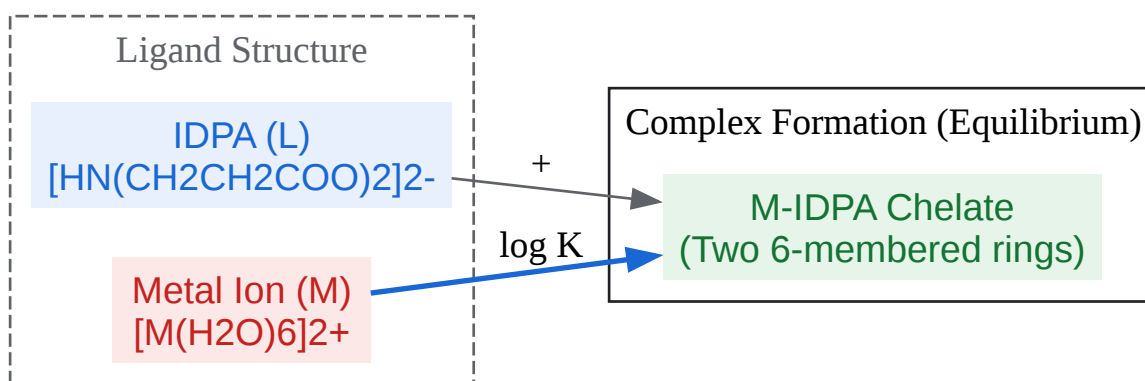 Ligand Structure
IDPA (L)
[HN(CH2CH2COO)2]2-
Metal Ion (M)
[M(H2O)6]2+
+
log K
Complex Formation (Equilibrium)
M-IDPA Chelate
(Two 6-membered rings)